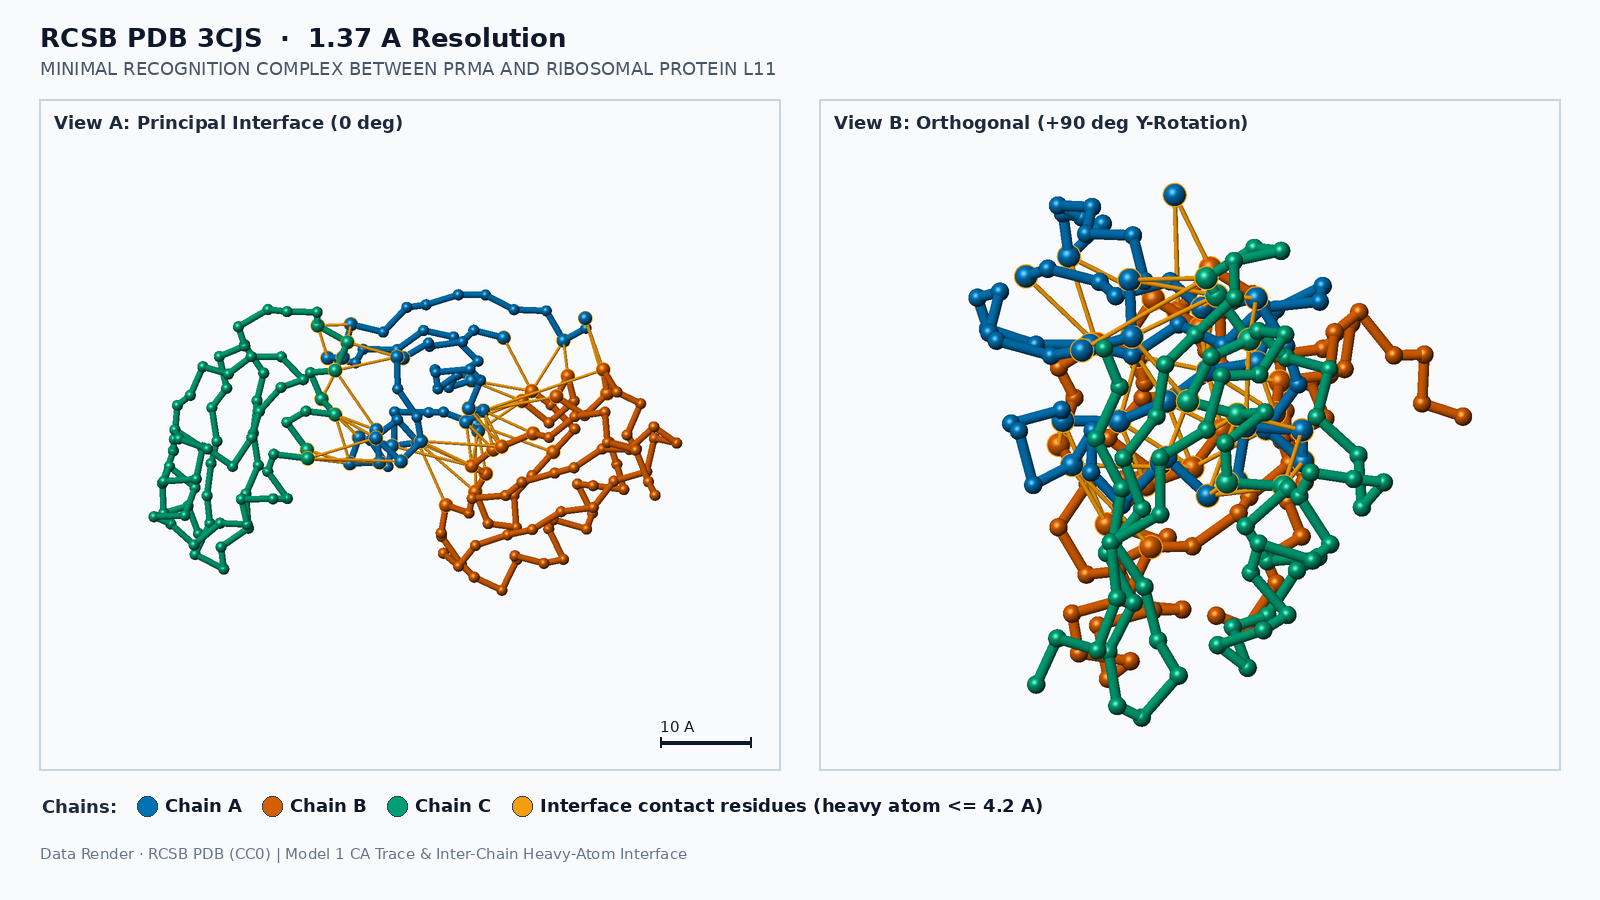 RCSB PDB 3CJS · 1.37 A Resolution
MINIMAL RECOGNITION COMPLEX BETWEEN PRMA AND RIBOSOMAL PROTEIN L11
View A: Principal Interface (0 deg)
View B: Orthogonal (+90 deg Y-Rotation)
10 A
Chains: Chain A Chain B Chain C Interface contact residues (heavy atom <= 4.2 A)
Data Render · RCSB PDB (CC0) | Model 1 CA Trace & Inter-Chain Heavy-Atom Interface